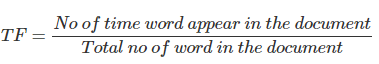 No of time word appear in the document
TF =
Total no of word in the document